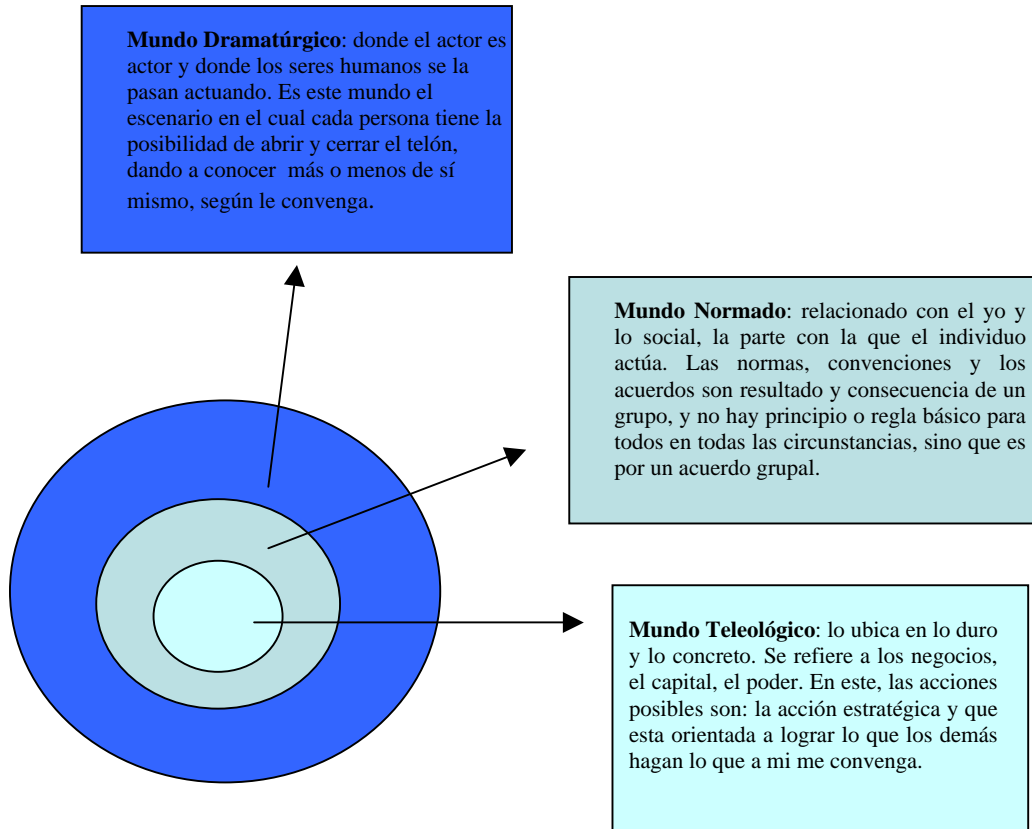 Mundo Dramatúrgico: donde el actor es
actor y donde los seres humanos se la
pasan actuando. Es este mundo el
escenario en el cual cada persona tiene la
posibilidad de abrir y cerrar el telón,
dando a conocer más o menos de sí
mismo, según le convenga.
Mundo Normado: relacionado con el yo y
lo social, la parte con la que el individuo
actúa. Las normas, convenciones y los
acuerdos son resultado y consecuencia de un
grupo, y no hay principio o regla básico para
todos en todas las circunstancias, sino que es
por un acuerdo grupal.
Mundo Teleológico: lo ubica en lo duro
y lo concreto. Se refiere a los negocios,
el capital, el poder. En este, las acciones
posibles son: la acción estratégica y que
esta orientada a lograr lo que los demás
hagan lo que a mi me convenga.